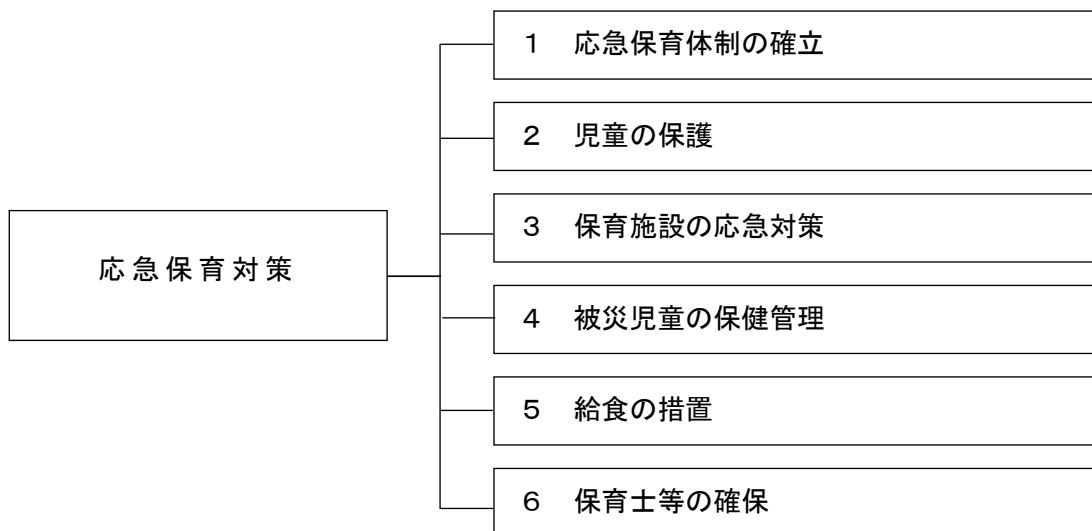 応急保育対策
１　応急保育体制の確立
２　児童の保護
３　保育施設の応急対策
４　被災児童の保健管理
５　給食の措置
６　保育士等の確保